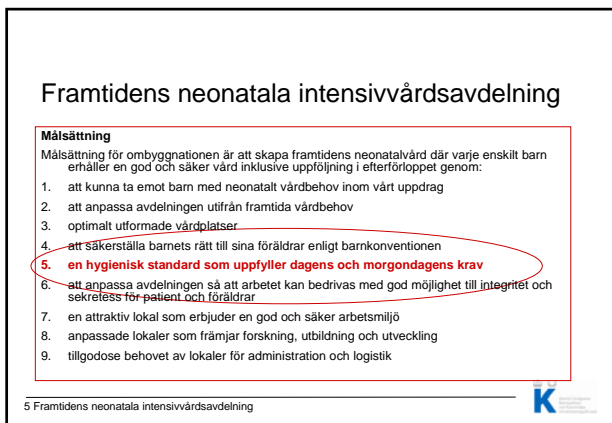 Framtidens neonatala intensivvårdsavdelning
Målsättning
Målsättning för ombyggnationen är att skapa framtidens neonatalvård där varje enskilt barn
erhåller en god och säker vård inklusive uppföljning i efterförloppet genom:
1. att kunna ta emot barn med neonatalt vårdbehov inom vårt uppdrag
2. att anpassa avdelningen utifrån framtida vårdbehov
3. optimalt utformade vårdplatser
4. att säkerställa barnets rätt till sina föräldrar enligt barnkonventionen
5. en hygienisk standard som uppfyller dagens och morgondagens krav
6. att anpassa avdelningen så att arbetet kan bedrivas med god möjlighet till integritet och
sekretess för patient och föräldrar
7. en attraktiv lokal som erbjuder en god och säker arbetsmiljö
8. anpassade lokaler som främjar forskning, utbildning och utveckling
9. tillgodose behovet av lokaler för administration och logistik
5 Framtidens neonatala intensivvårdsavdelning
K